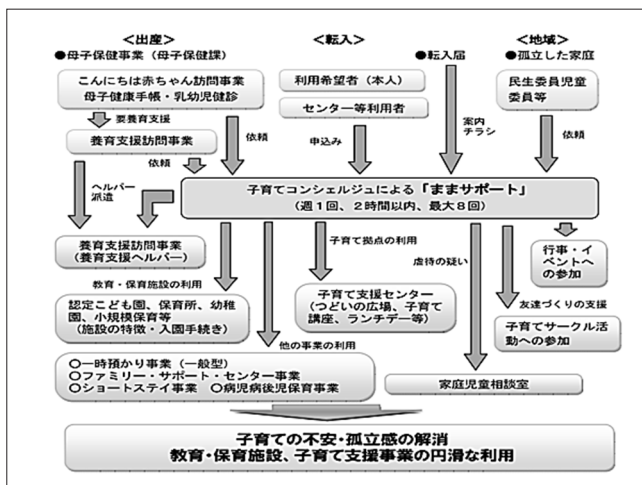 ＜出産＞
●母子保健事業（母子保健課）
こんにちは赤ちゃん訪問事業
母子健康手帳・乳幼児健診
要養育支援
養育支援訪問事業
依頼
依頼
ヘルパー
派遣
＜転入＞
利用希望者（本人）
センター等利用者
申込み
●転入届
案内
チラシ
＜地域＞
●孤立した家庭
民生委員児童
委員等
依頼
子育てコンシェルジュによる「ままサポート」
（週１回、２時間以内、最大８回）
養育支援訪問事業
（養育支援ヘルパー）
教育・保育施設の利用
認定こども園、保育所、幼稚
園、小規模保育等
（施設の特徴・入園手続き）
子育て拠点の利用
子育て支援センター
（つどいの広場、子育て
講座、ランチデー等）
虐待の疑い
行事・イ
ベントへ
の参加
友達づくりの支援
子育てサークル活
動への参加
他の事業の利用
○一時預かり事業（一般型）
○ファミリー・サポート・センター事業
○ショートステイ事業　○病児病後児保育事業
家庭児童相談室
子育ての不安・孤立感の解消
教育・保育施設、子育て支援事業の円滑な利用